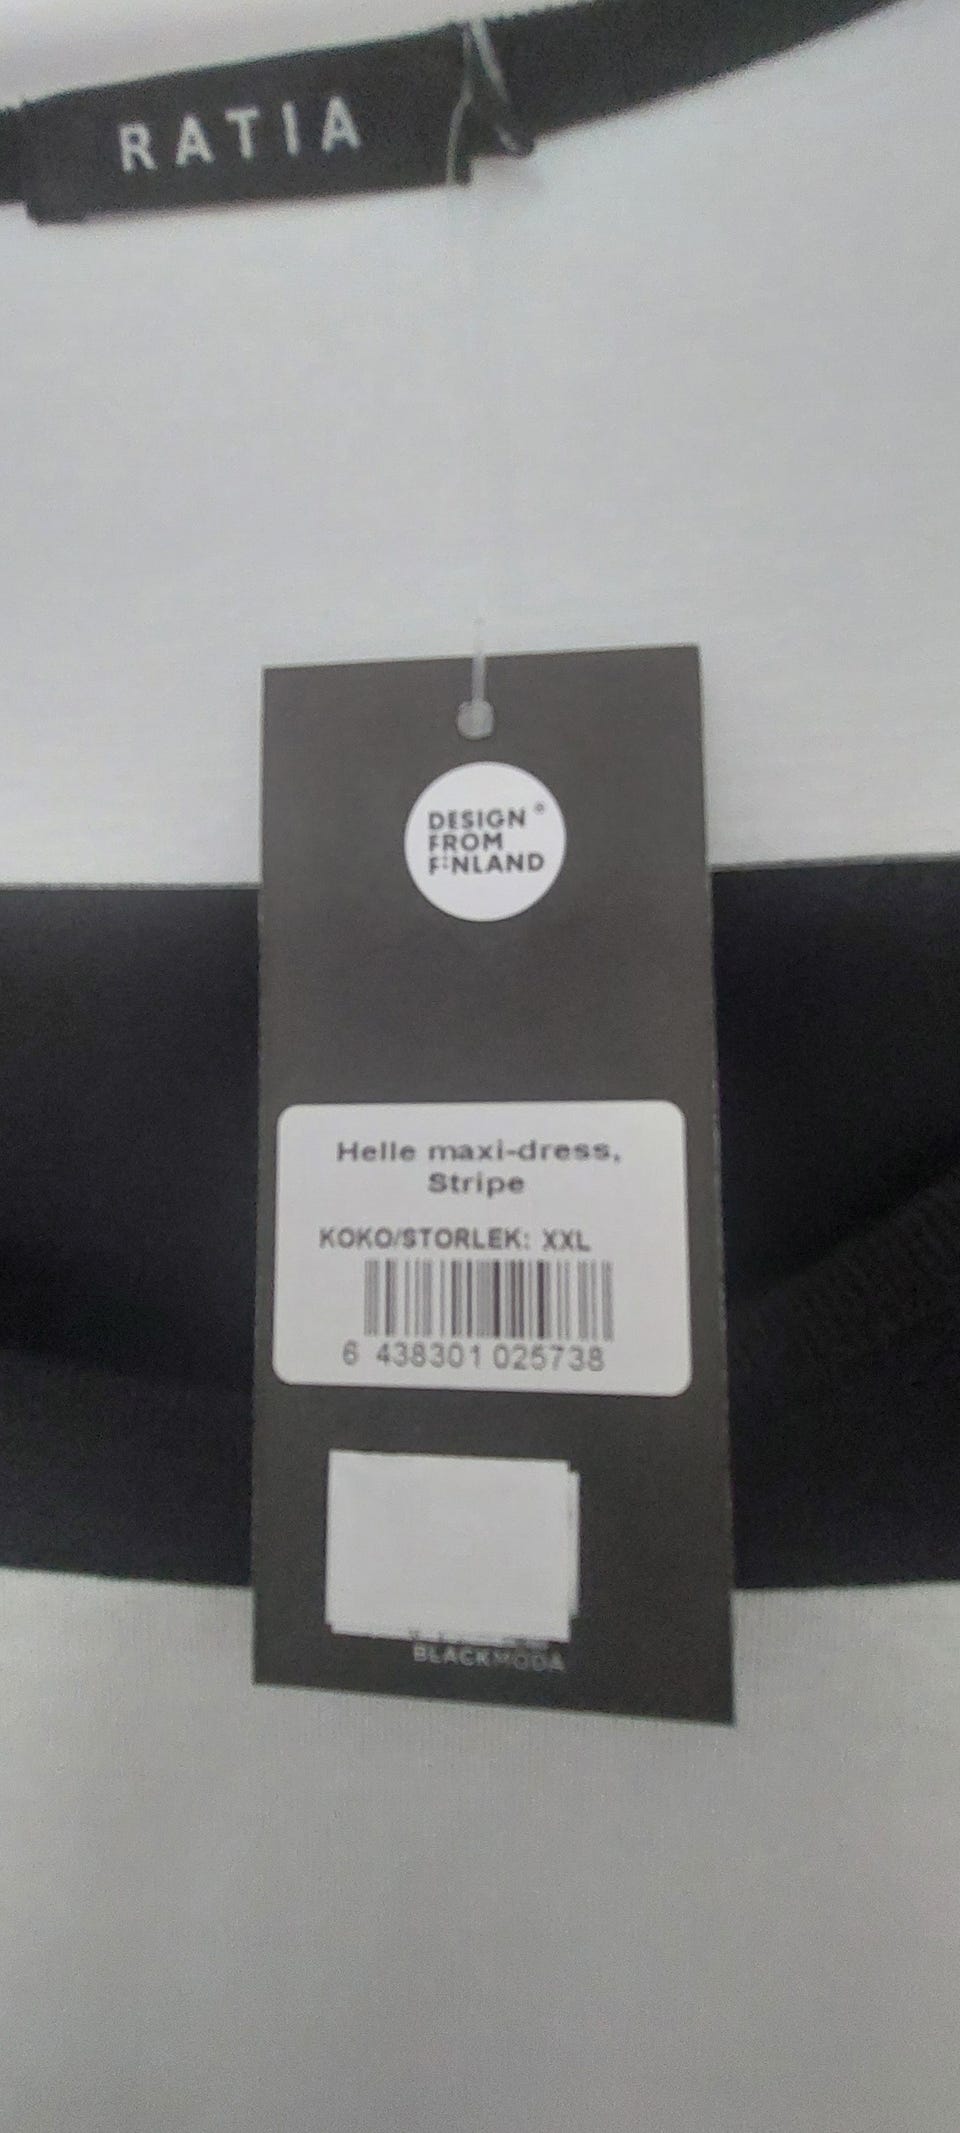 RATIA
DESIGN
FROM
FINLAND
Helle maxi-dress,
Stripe
KOKO/STORLEK: XXL
6 438301 025738
BLACKMODA